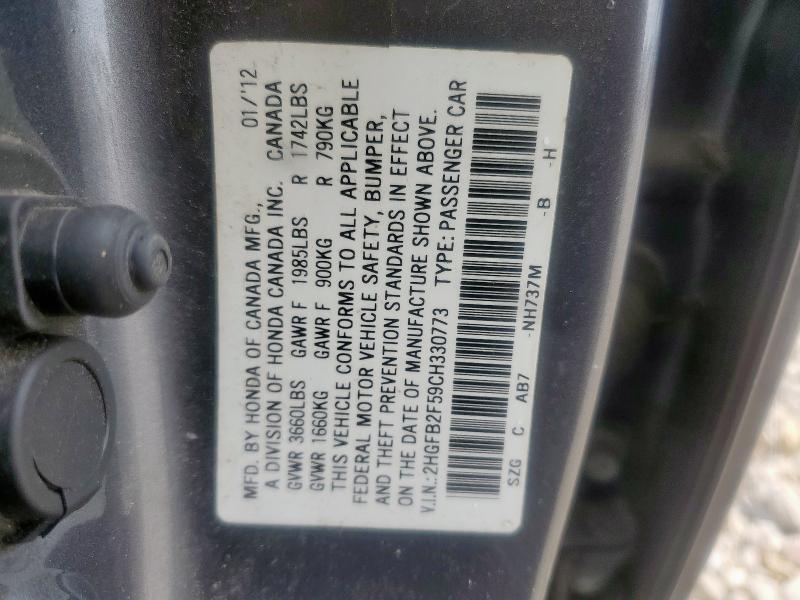 MFD. BY HONDA OF CANADA MFG., 01/'12
A DIVISION OF HONDA CANADA INC. CANADA
GVWR 3660LBS GAWR F 1985LBS R 1742LBS
GVWR 1660KG GAWR F 900KG R 790KG
THIS VEHICLE CONFORMS TO ALL APPLICABLE
FEDERAL MOTOR VEHICLE SAFETY, BUMPER,
AND THEFT PREVENTION STANDARDS IN EFFECT
ON THE DATE OF MANUFACTURE SHOWN ABOVE.
V.I.N.:2HGFB2F59CH330773 TYPE:PASSENGER CAR
SZG C AB7 -NH737M -B -H